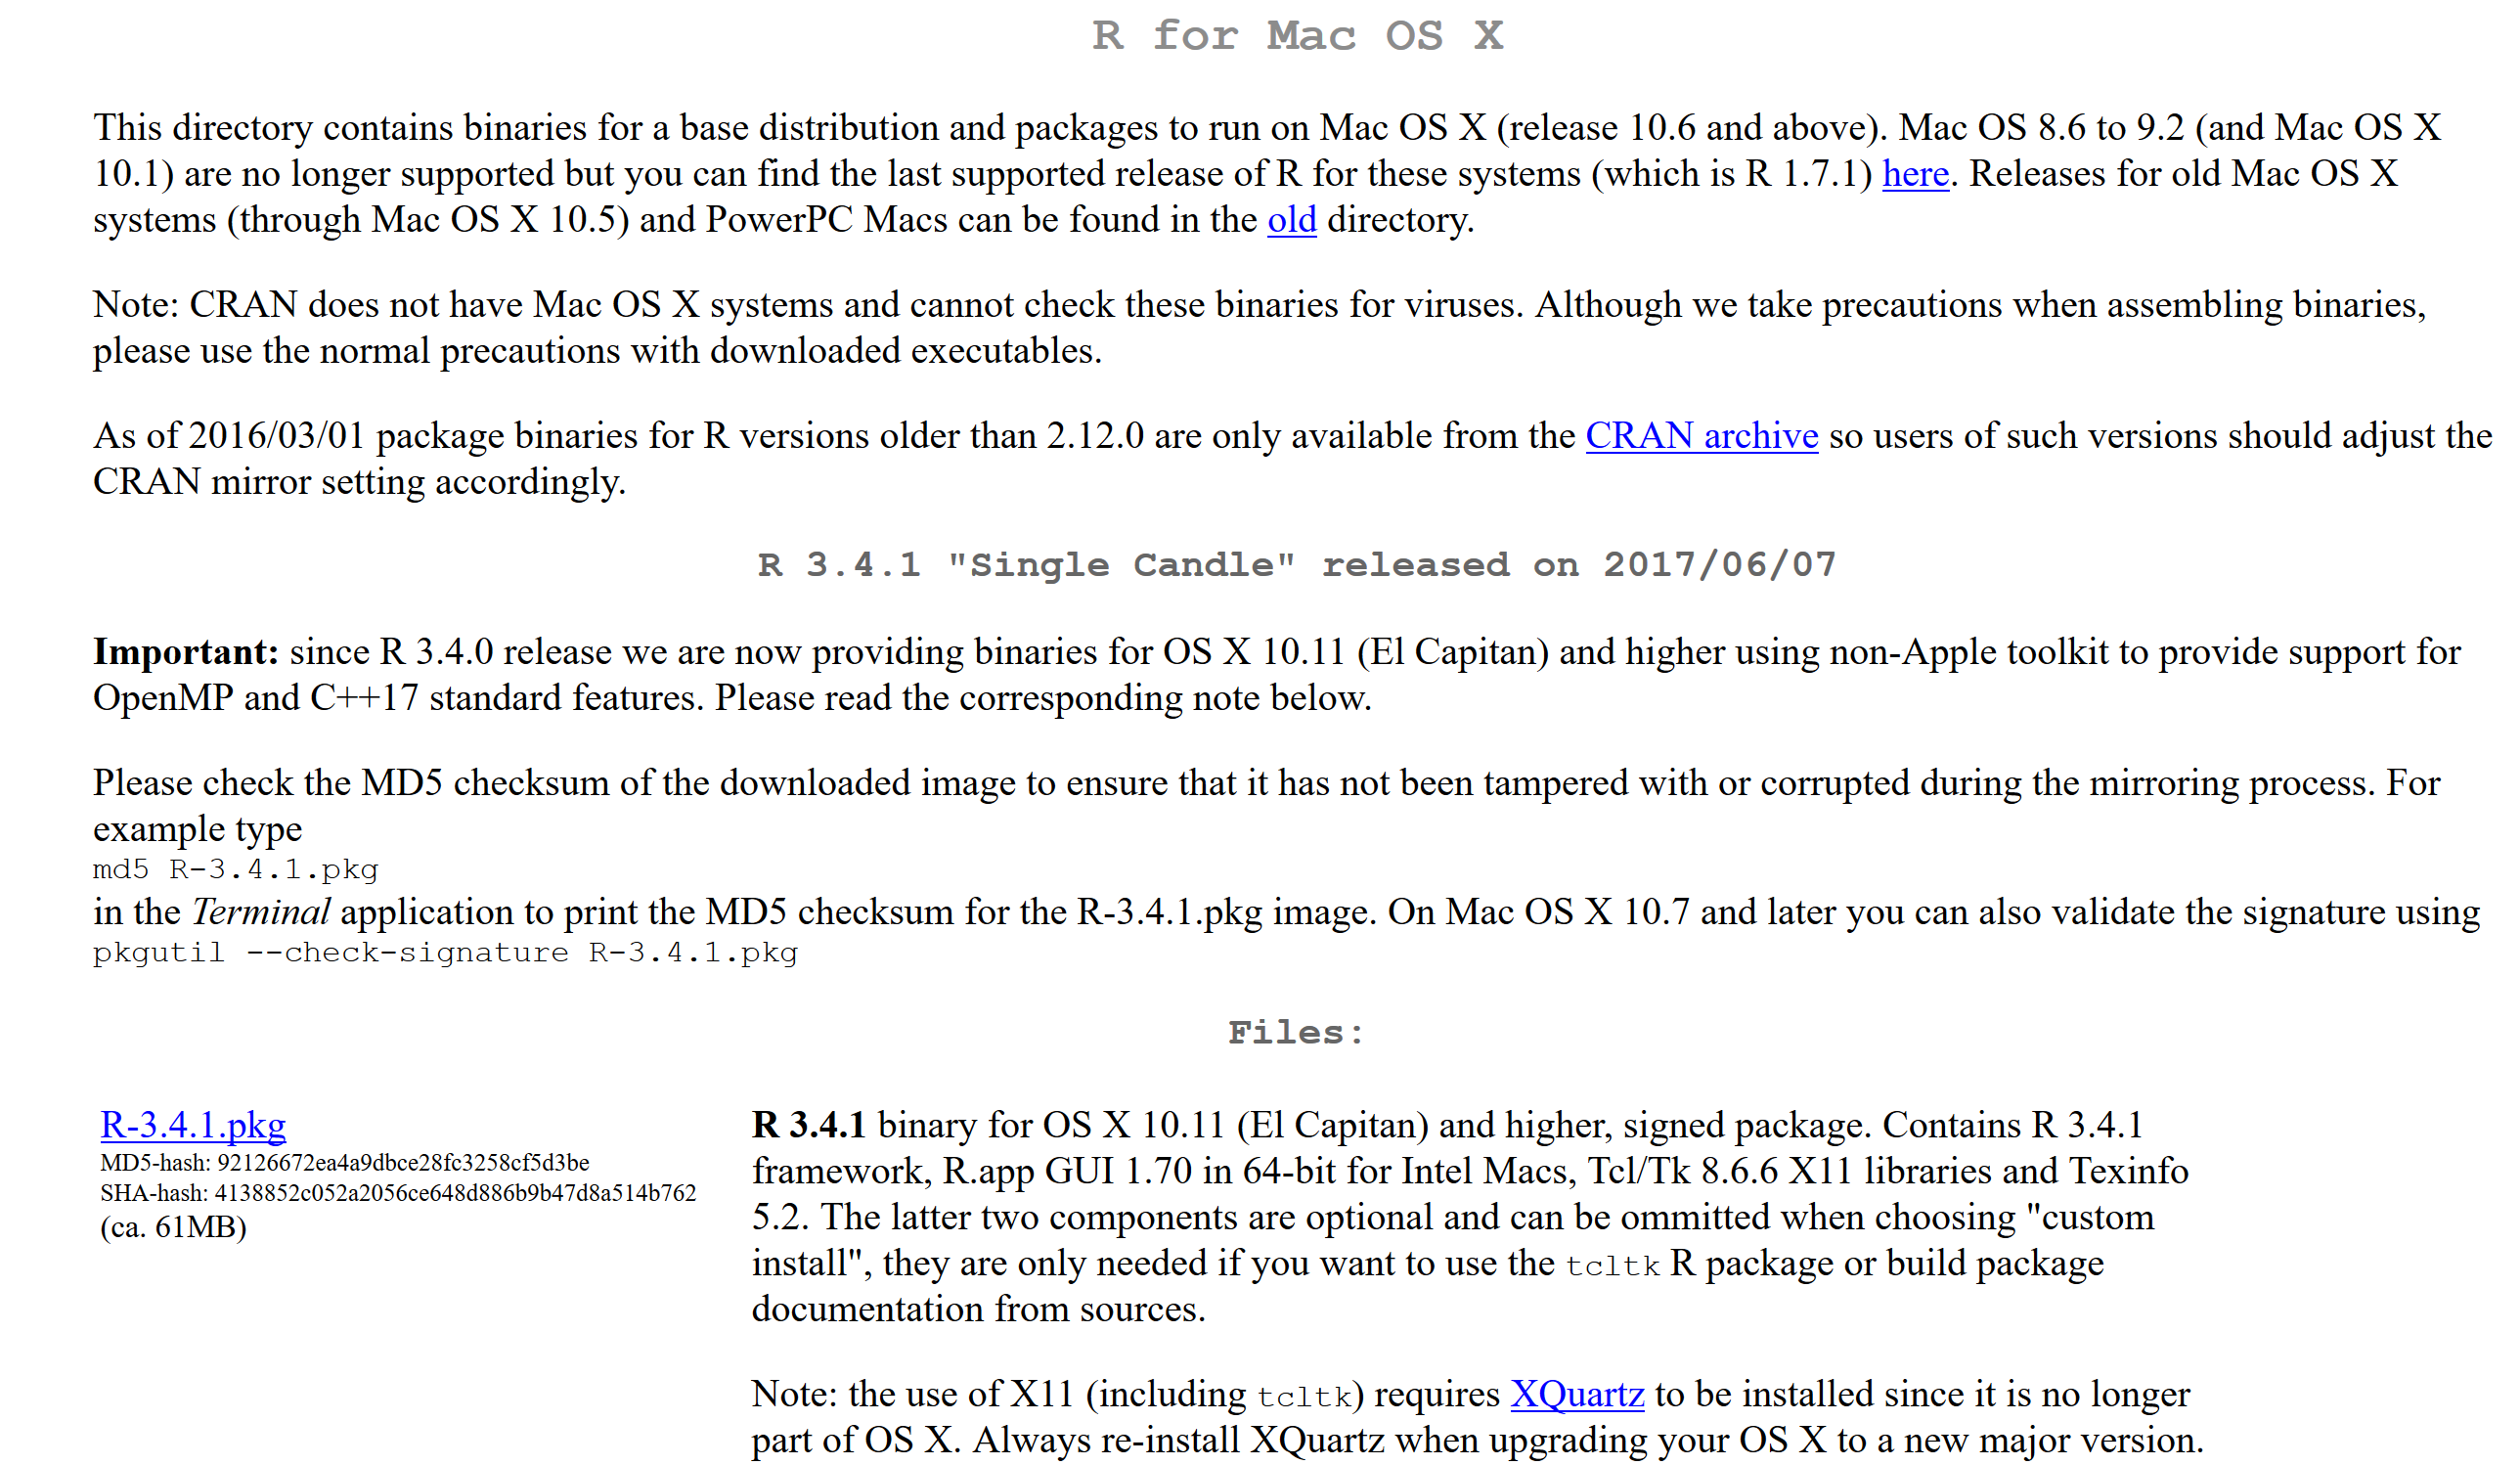 R for Mac OS X
This directory contains binaries for a base distribution and packages to run on Mac OS X (release 10.6 and above). Mac OS 8.6 to 9.2 (and Mac OS X
10.1) are no longer supported but you can find the last supported release of R for these systems (which is R 1.7.1) here. Releases for old Mac OS X
systems (through Mac OS X 10.5) and PowerPC Macs can be found in the old directory.
Note: CRAN does not have Mac OS X systems and cannot check these binaries for viruses. Although we take precautions when assembling binaries,
please use the normal precautions with downloaded executables.
As of 2016/03/01 package binaries for R versions older than 2.12.0 are only available from the CRAN archive so users of such versions should adjust the
CRAN mirror setting accordingly.
R 3.4.1 "Single Candle" released on 2017/06/07
Important: since R 3.4.0 release we are now providing binaries for OS X 10.11 (El Capitan) and higher using non-Apple toolkit to provide support for
OpenMP and C++17 standard features. Please read the corresponding note below.
Please check the MD5 checksum of the downloaded image to ensure that it has not been tampered with or corrupted during the mirroring process. For
example type
md5 R-3.4.1.pkg
in the Terminal application to print the MD5 checksum for the R-3.4.1.pkg image. On Mac OS X 10.7 and later you can also validate the signature using
pkgutil --check-signature R-3.4.1.pkg
Files:
R-3.4.1.pkg
MD5-hash: 92126672ea4a9dbce28fc3258cf5d3be
SHA-hash: 4138852c052a2056ce648d886b9b47d8a514b762
(ca. 61MB)
R 3.4.1 binary for OS X 10.11 (El Capitan) and higher, signed package. Contains R 3.4.1
framework, R.app GUI 1.70 in 64-bit for Intel Macs, Tcl/Tk 8.6.6 X11 libraries and Texinfo
5.2. The latter two components are optional and can be ommitted when choosing "custom
install", they are only needed if you want to use the tcltk R package or build package
documentation from sources.
Note: the use of X11 (including tcltk) requires XQuartz to be installed since it is no longer
part of OS X. Always re-install XQuartz when upgrading your OS X to a new major version.